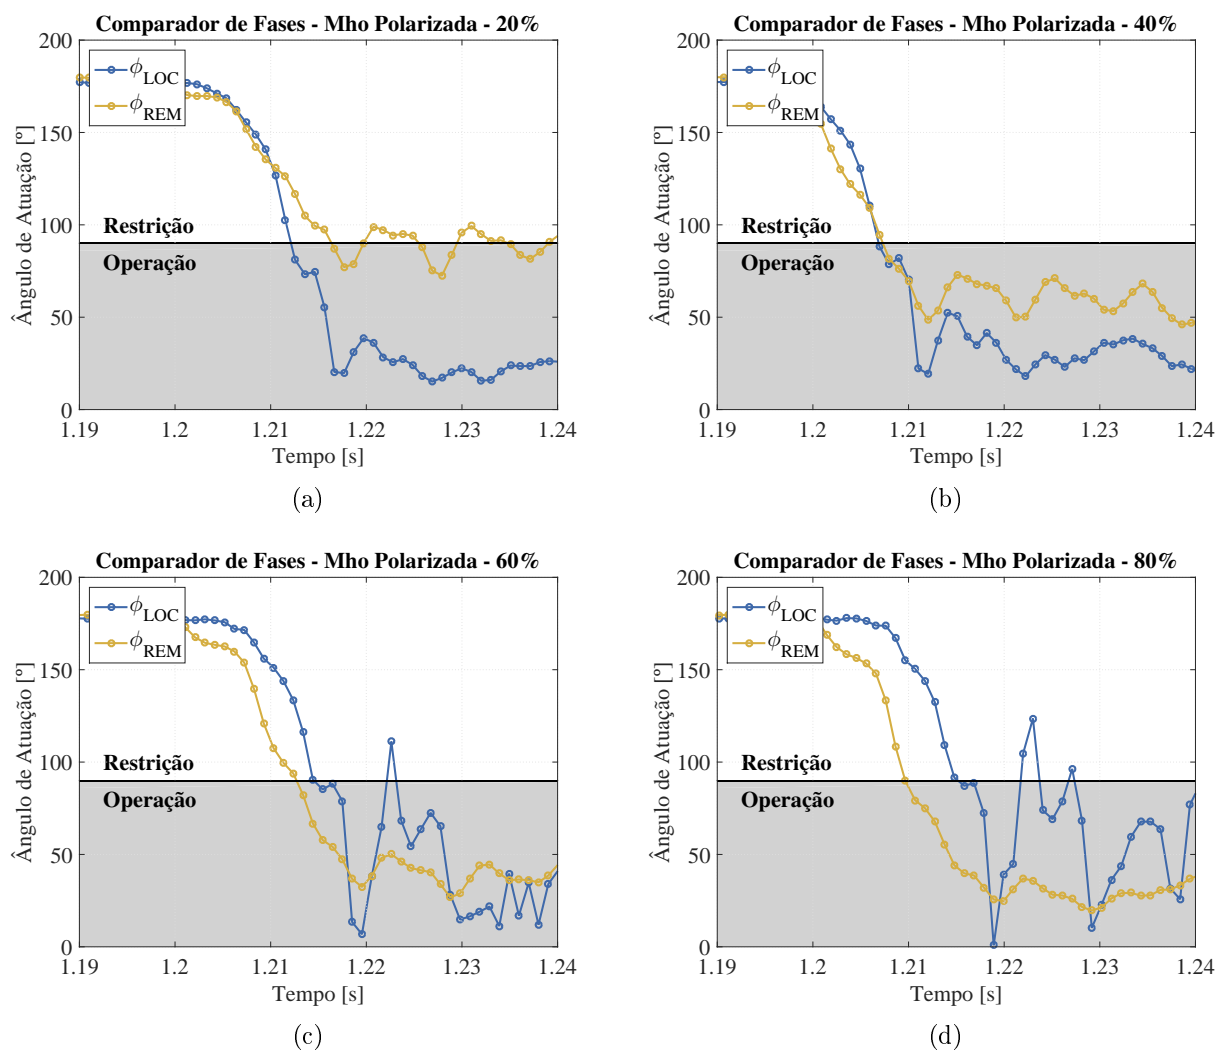 Comparador de Fases - Mho Polarizada - 20%
200
150
100
50
0
Ângulo de Atuação [º]
ϕLOC
ϕREM
Restrição
Operação
1.19 1.2 1.21 1.22 1.23 1.24
Tempo [s]
(a)
Comparador de Fases - Mho Polarizada - 40%
200
150
100
50
0
Ângulo de Atuação [º]
ϕLOC
ϕREM
Restrição
Operação
1.19 1.2 1.21 1.22 1.23 1.24
Tempo [s]
(b)
Comparador de Fases - Mho Polarizada - 60%
200
150
100
50
0
Ângulo de Atuação [º]
ϕLOC
ϕREM
Restrição
Operação
1.19 1.2 1.21 1.22 1.23 1.24
Tempo [s]
(c)
Comparador de Fases - Mho Polarizada - 80%
200
150
100
50
0
Ângulo de Atuação [º]
ϕLOC
ϕREM
Restrição
Operação
1.19 1.2 1.21 1.22 1.23 1.24
Tempo [s]
(d)